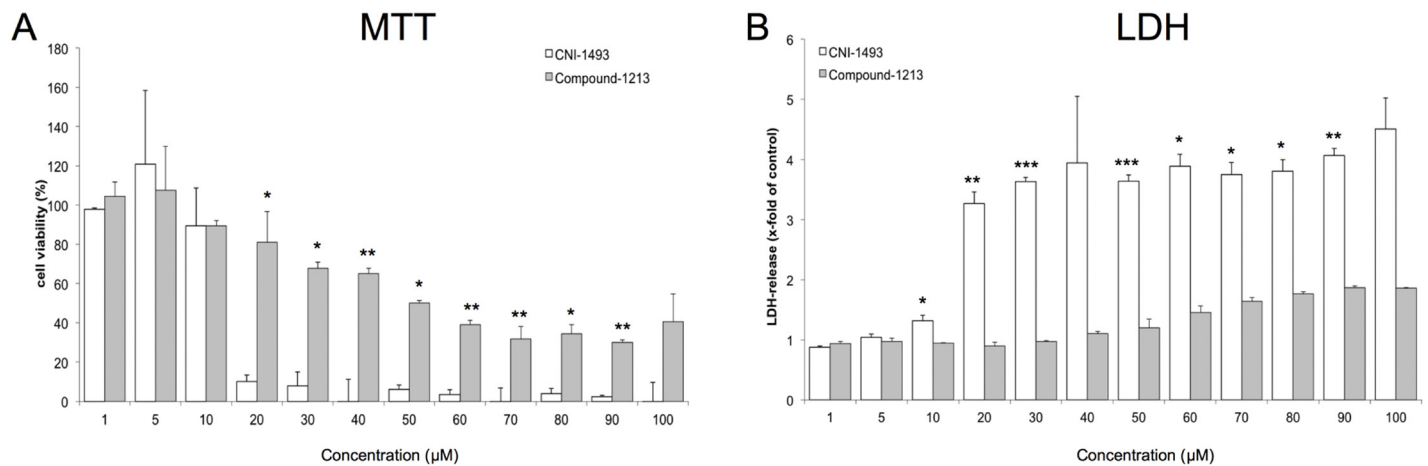 A
MTT
180
160
140
120
100
80
60
40
20
0
cell viability (%)
CNI-1493
Compound-1213
*
*
**
*
**
**
*
**
1 5 10 20 30 40 50 60 70 80 90 100
Concentration (µM)
B
LDH
6
5
4
3
2
1
0
LDH-release (x-fold of control)
CNI-1493
Compound-1213
*
**
***
***
*
*
*
**
1 5 10 20 30 40 50 60 70 80 90 100
Concentration (µM)